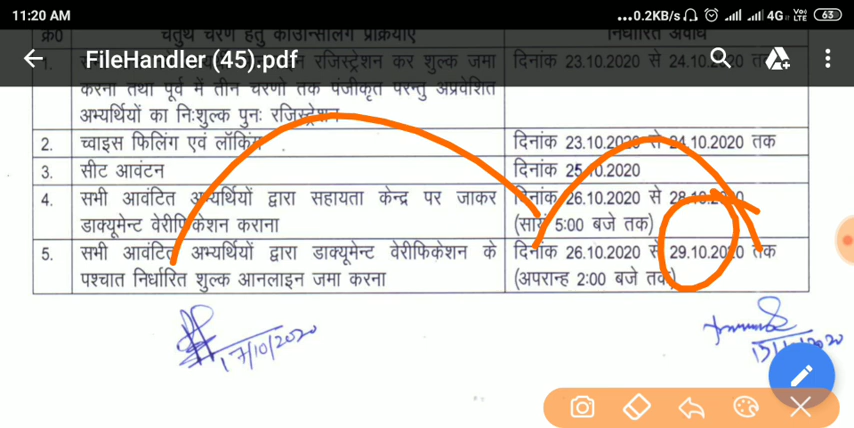 11:20 AM ...0.2KB/s 4G Vo) LTE 63
क्र0 चतुर्थ चरण हेतु काउन्सिलिंग प्रक्रियाएं निर्धारित अवधि
FileHandler (45).pdf
1. रजिस्ट्रेशन कर शुल्क जमा दिनांक 23.10.2020 से 24.10.2020 तक
करना तथा पूर्व में तीन चरणो तक पंजीकृत परन्तु अप्रवेशित
अभ्यर्थियों का निःशुल्क पुनः रजिस्ट्रेशन
2. च्वाइस फिलिंग एवं लॉकिंग दिनांक 23.10.2020 से 24.10.2020 तक
3. सीट आवंटन दिनांक 25.10.2020
4. सभी आवंटित अभ्यर्थियों द्वारा सहायता केन्द्र पर जाकर दिनांक 26.10.2020 से 28.10.2020
डाक्यूमेन्ट वेरीफिकेशन कराना (सायं 5:00 बजे तक)
5. सभी आवंटित अभ्यर्थियों द्वारा डाक्यूमेन्ट वेरीफिकेशन के दिनांक 26.10.2020 से 29.10.2020 तक
पश्चात निर्धारित शुल्क आनलाइन जमा करना (अपरान्ह 2:00 बजे तक)
17/10/2020